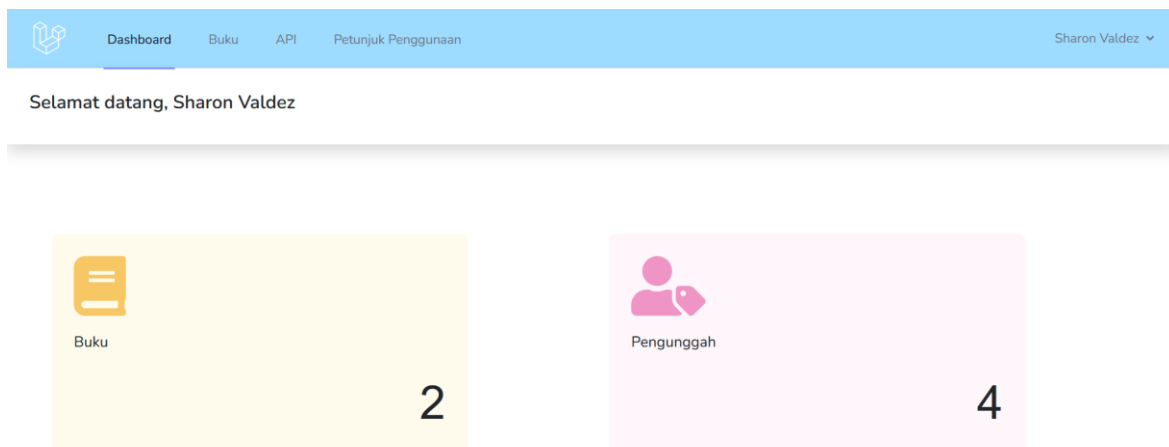 Dashboard Buku API Petunjuk Penggunaan Sharon Valdez
Selamat datang, Sharon Valdez
Buku
2
Pengunggah
4